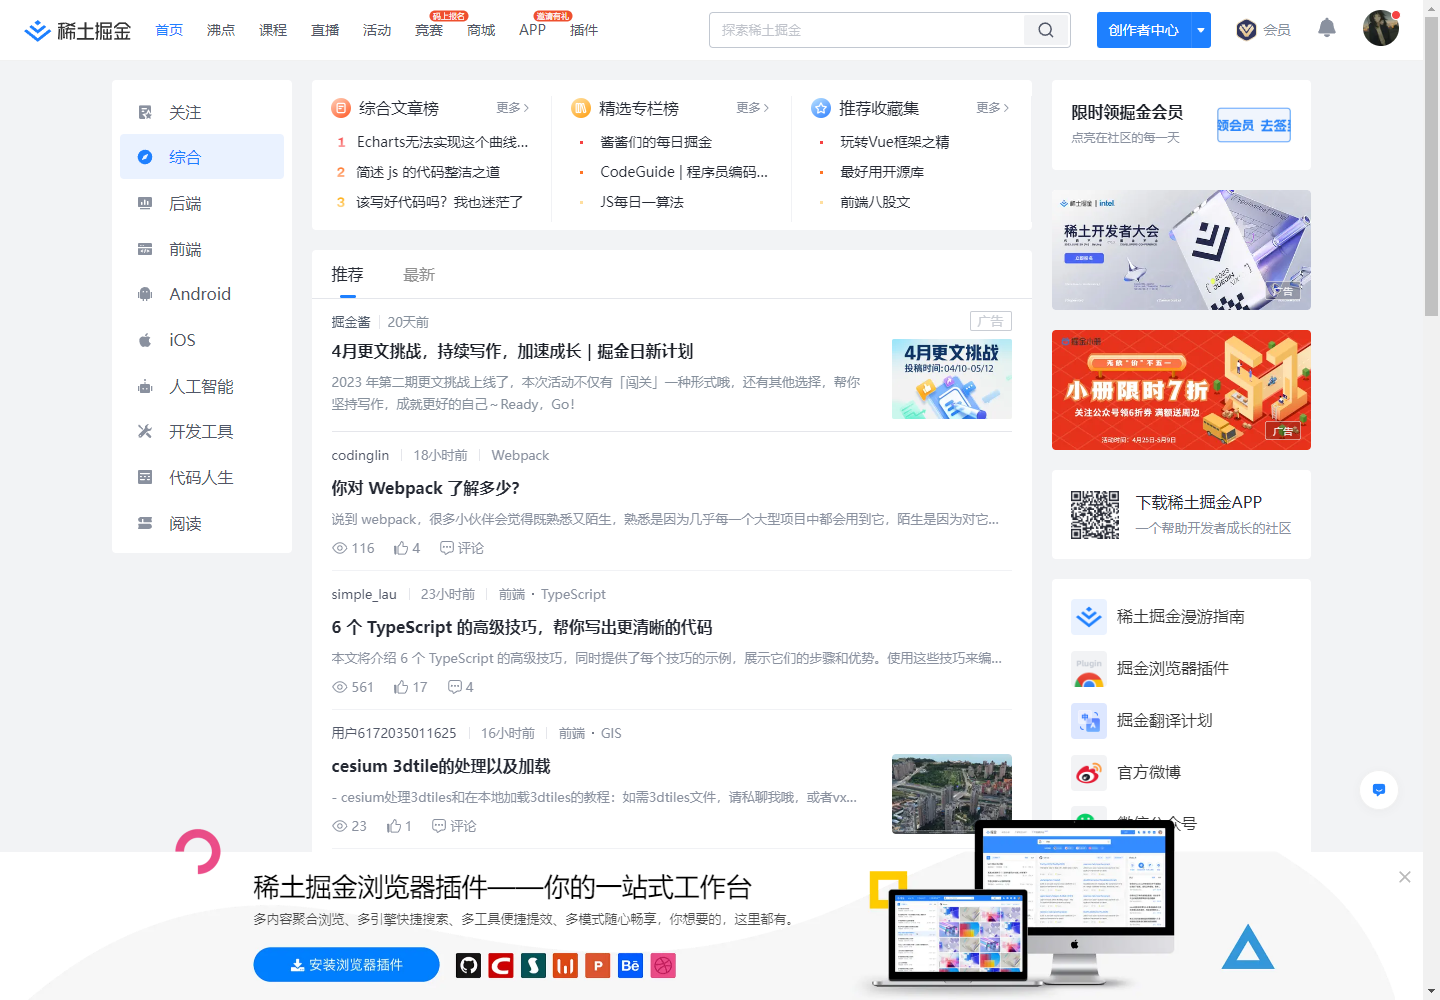 稀土掘金
首页 沸点 课程 直播 活动 竞赛 商城 APP 插件
码上报名 邀请有礼
探索稀土掘金
创作者中心
会员
关注
综合
后端
前端
Android
iOS
人工智能
开发工具
代码人生
阅读
综合文章榜 更多
1 Echarts无法实现这个曲线...
2 简述 js 的代码整洁之道
3 该写好代码吗？我也迷茫了
精选专栏榜 更多
酱酱们的每日掘金
CodeGuide | 程序员编码...
JS每日一算法
推荐收藏集 更多
玩转Vue框架之精
最好用开源库
前端八股文
推荐 最新
掘金酱 20天前 广告
4月更文挑战，持续写作，加速成长｜掘金日新计划
2023 年第二期更文挑战上线了，本次活动不仅有「闯关」一种形式哦，还有其他选择，帮你
坚持写作，成就更好的自己～Ready，Go！
4月更文挑战
投稿时间:04/10-05/12
codinglin 18小时前 Webpack
你对 Webpack 了解多少？
说到 webpack，很多小伙伴会觉得既熟悉又陌生，熟悉是因为几乎每一个大型项目中都会用到它，陌生是因为对它...
116 4 评论
simple_lau 23小时前 前端 · TypeScript
6 个 TypeScript 的高级技巧，帮你写出更清晰的代码
本文将介绍 6 个 TypeScript 的高级技巧，同时提供了每个技巧的示例，展示它们的步骤和优势。使用这些技巧来编...
561 17 4
用户6172035011625 16小时前 前端 · GIS
cesium 3dtile的处理以及加载
- cesium处理3dtiles和在本地加载3dtiles的教程：如需3dtiles文件，请私聊我哦，或者vx...
23 1 评论
限时领掘金会员
点亮在社区的每一天
领会员 去签
稀土掘金 intel.
稀土开发者大会
立即报名
广告
掘金小册
无敌“价”不五一
小册限时7折
关注公众号领6折券 满额送周边
活动时间：4月25日-5月9日
广告
下载稀土掘金APP
一个帮助开发者成长的社区
稀土掘金漫游指南
Plugin
掘金浏览器插件
掘金翻译计划
官方微博
微信公众号
稀土掘金浏览器插件——你的一站式工作台
多内容聚合浏览、多引擎快捷搜索、多工具便捷提效、多模式随心畅享，你想要的，这里都有。
安装浏览器插件